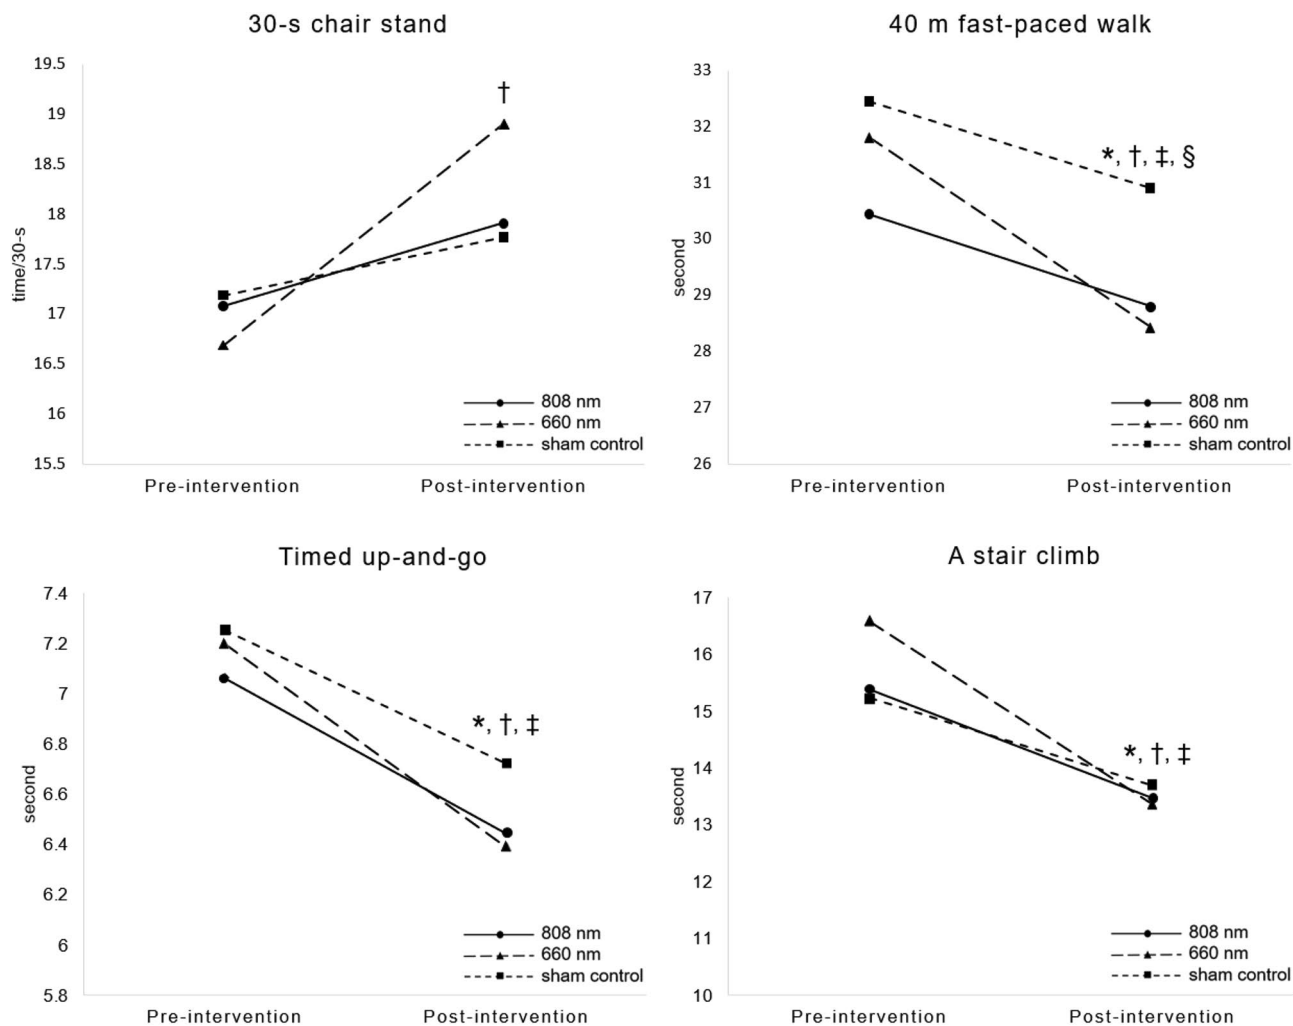 30-s chair stand
19.5
19
18.5
18
17.5
17
16.5
16
15.5
time/30-s
†
808 nm
660 nm
sham control
Pre-intervention Post-intervention
40 m fast-paced walk
33
32
31
30
29
28
27
26
second
*, †, ‡, §
808 nm
660 nm
sham control
Pre-intervention Post-intervention
Timed up-and-go
7.4
7.2
7
6.8
6.6
6.4
6.2
6
5.8
second
*, †, ‡
808 nm
660 nm
sham control
Pre-intervention Post-intervention
A stair climb
17
16
15
14
13
12
11
10
second
*, †, ‡
808 nm
660 nm
sham control
Pre-intervention Post-intervention